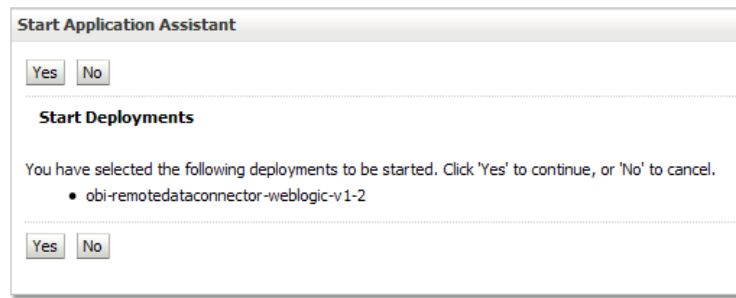 Start Application Assistant
Yes No
Start Deployments
You have selected the following deployments to be started. Click 'Yes' to continue, or 'No' to cancel.
• obi-remotedataconnector-weblogic-v1-2
Yes No